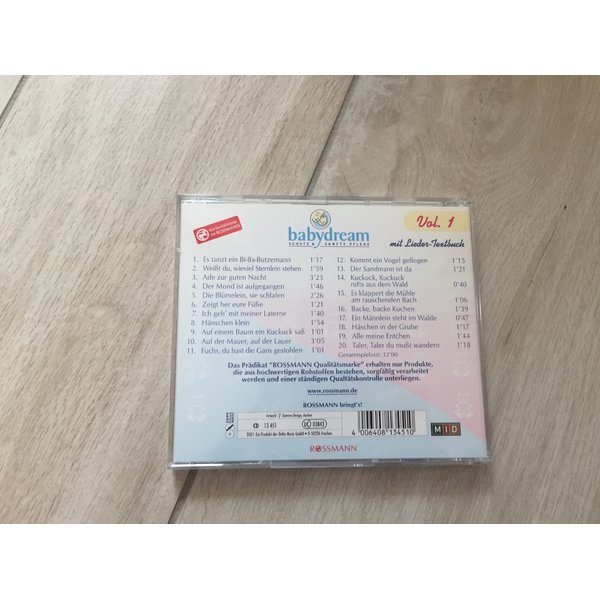 Ein Qualitätsmarke
von ROSSMANN
babydream
SCHUTZ & SANFTE PFLEGE
Vol. 1
mit Lieder-Textbuch
1. Es tanzt ein Bi-Ba-Butzemann 1'17
2. Weißt du, wieviel Sternlein stehen 1'59
3. Ade zur guten Nacht 3'23
4. Der Mond ist aufgegangen 1'46
5. Die Blümelein, sie schlafen 2'26
6. Zeigt her eure Füße 1'21
7. Ich geh' mit meiner Laterne 1'40
8. Hänschen klein 1'54
9. Auf einem Baum ein Kuckuck saß 1'01
10. Auf der Mauer, auf der Lauer 3'05
11. Fuchs, du hast die Gans gestohlen 1'01
12. Kommt ein Vogel geflogen 1'15
13. Der Sandmann ist da 1'21
14. Kuckuck, Kuckuck
rufts aus dem Wald 0'40
15. Es klappert die Mühle
am rauschenden Bach 1'06
16. Backe, backe Kuchen 1'39
17. Ein Männlein steht im Walde 0'47
18. Häschen in der Grube 1'17
19. Alle meine Entchen 1'44
20. Taler, Taler du mußt wandern 1'18
Gesamtspielzeit: 32'00
Das Prädikat "ROSSMANN Qualitätsmarke" erhalten nur Produkte,
die aus hochwertigen Rohstoffen bestehen, sorgfältig verarbeitet
werden und einer ständigen Qualitätskontrolle unterliegen.
www.rossmann.de
ROSSMANN bringt's!
CD 13 451
LC 03843
4 006408 134510
MID
ROSSMANN